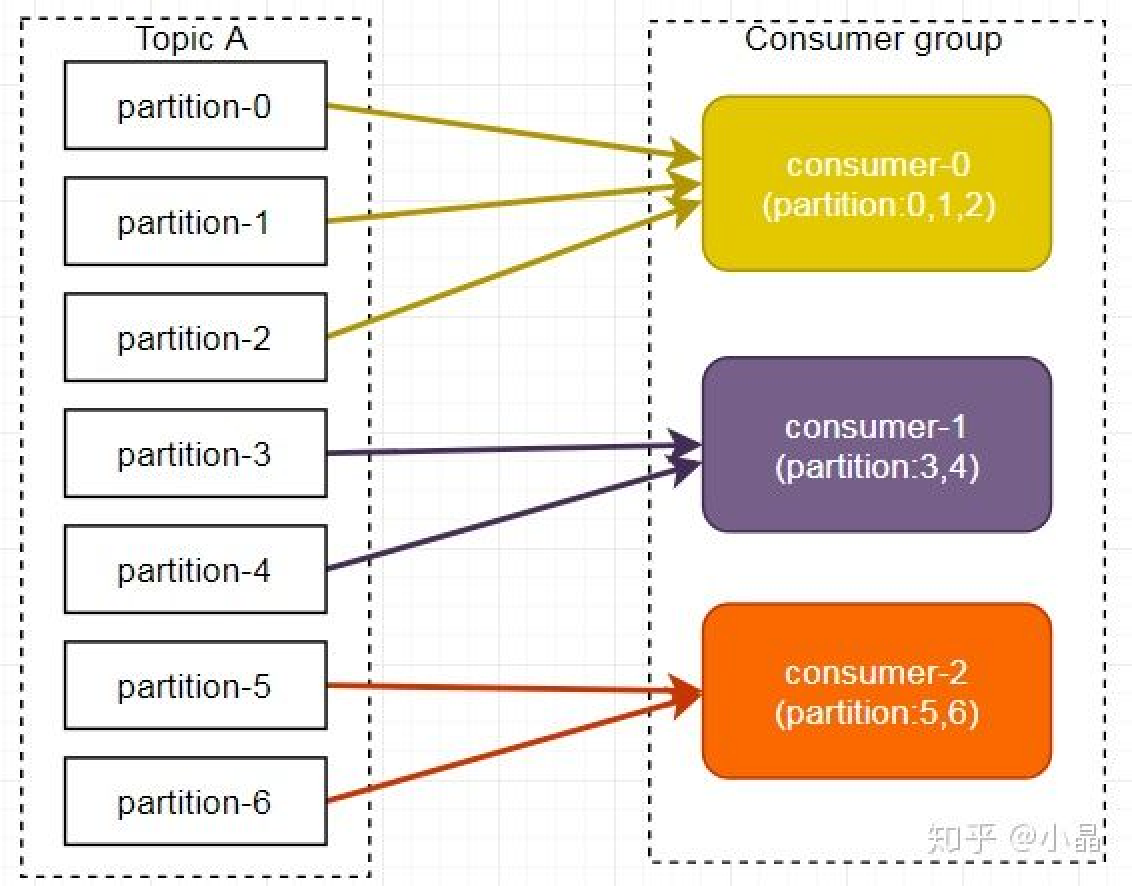 Topic A
partition-0
partition-1
partition-2
partition-3
partition-4
partition-5
partition-6
Consumer group
consumer-0
(partition:0,1,2)
consumer-1
(partition:3,4)
consumer-2
(partition:5,6)
知乎 @小晶